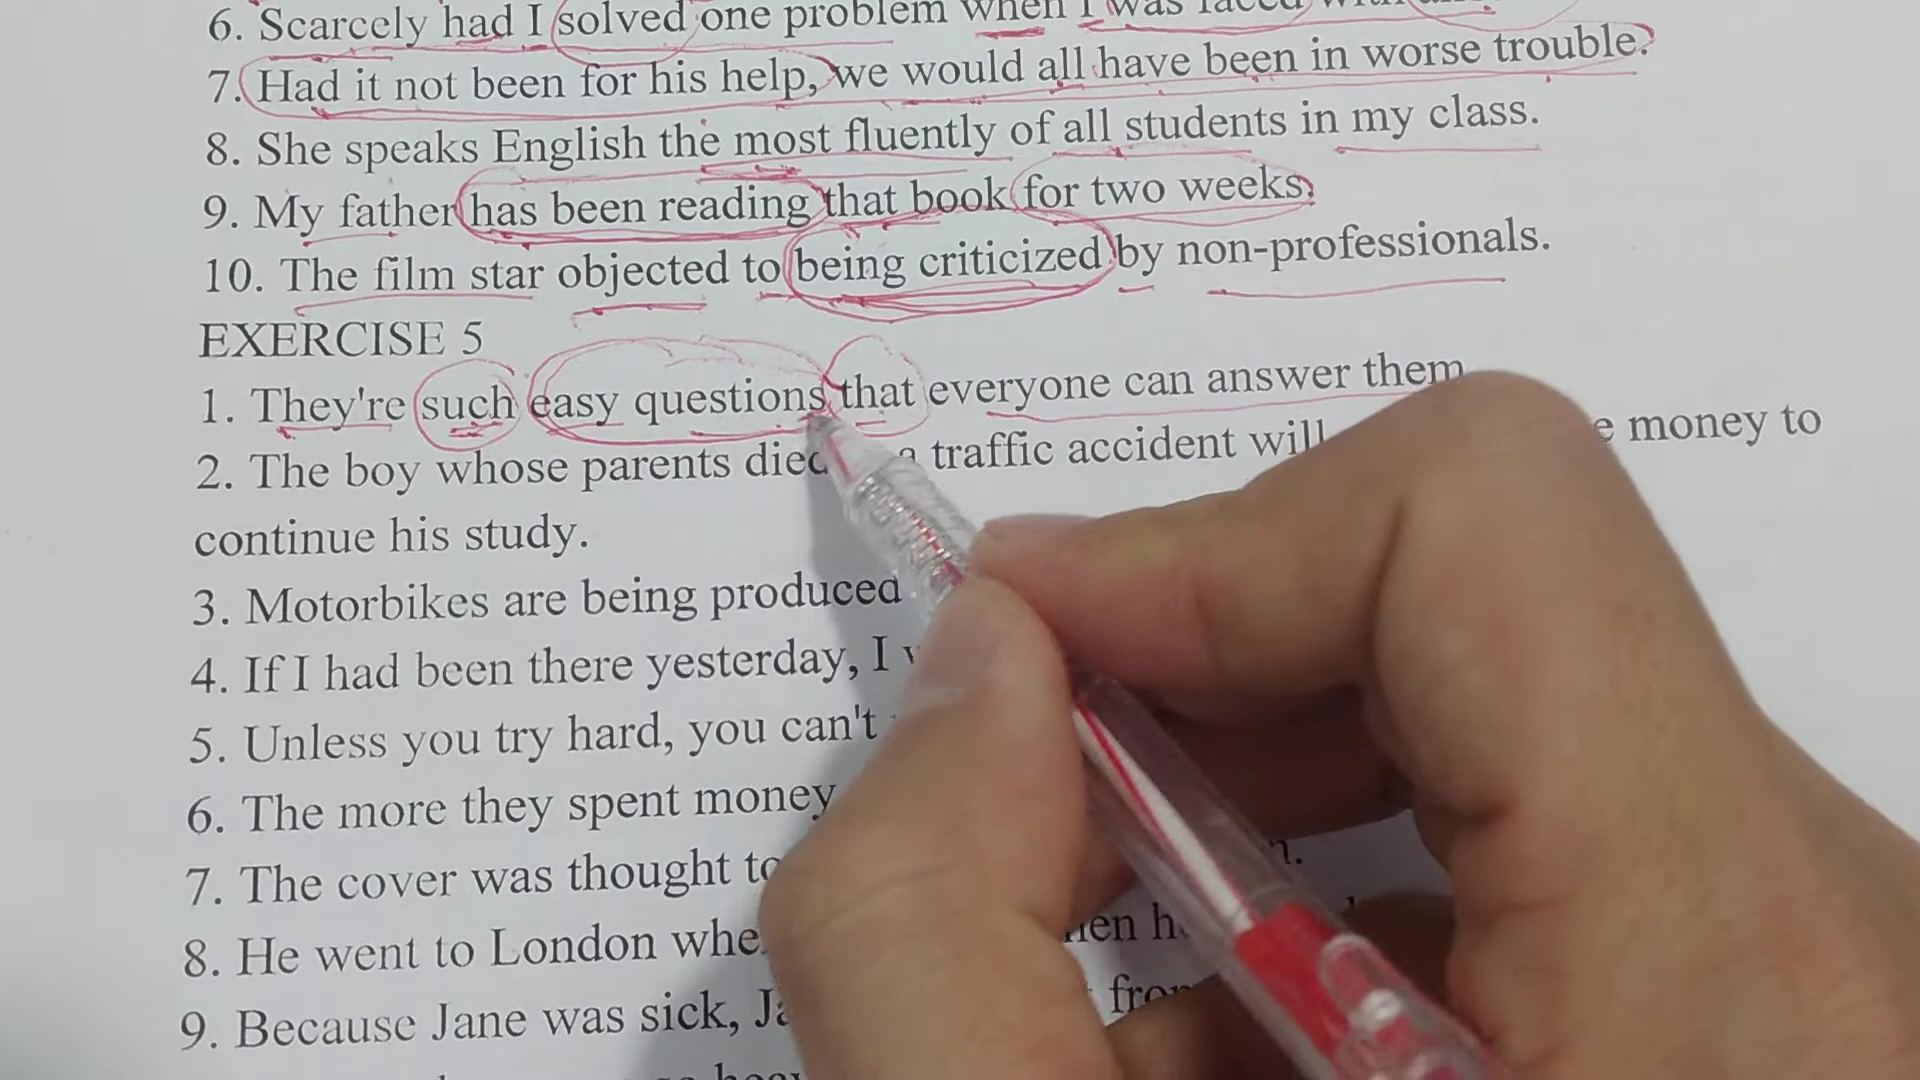 6. Scarcely had I solved one problem when I was faced with
7. Had it not been for his help, we would all have been in worse trouble.
8. She speaks English the most fluently of all students in my class.
9. My father has been reading that book for two weeks.
10. The film star objected to being criticized by non-professionals.
EXERCISE 5
1. They're such easy questions that everyone can answer them
2. The boy whose parents died a traffic accident will money to
continue his study.
3. Motorbikes are being produced
4. If I had been there yesterday, I
5. Unless you try hard, you can't
6. The more they spent money
7. The cover was thought to
8. He went to London
9. Because Jane was sick,